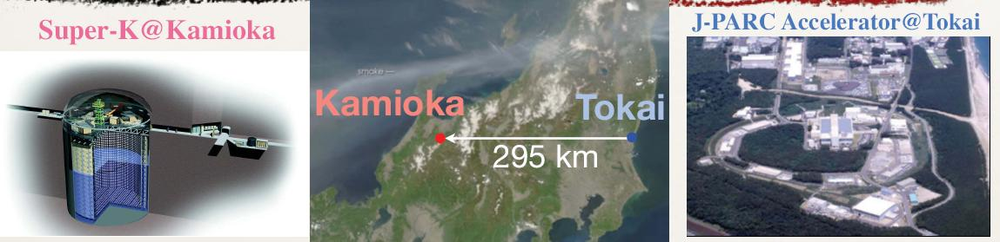 Super-K@Kamioka
smoke
Kamioka
Tokai
295 km
J-PARC Accelerator@Tokai